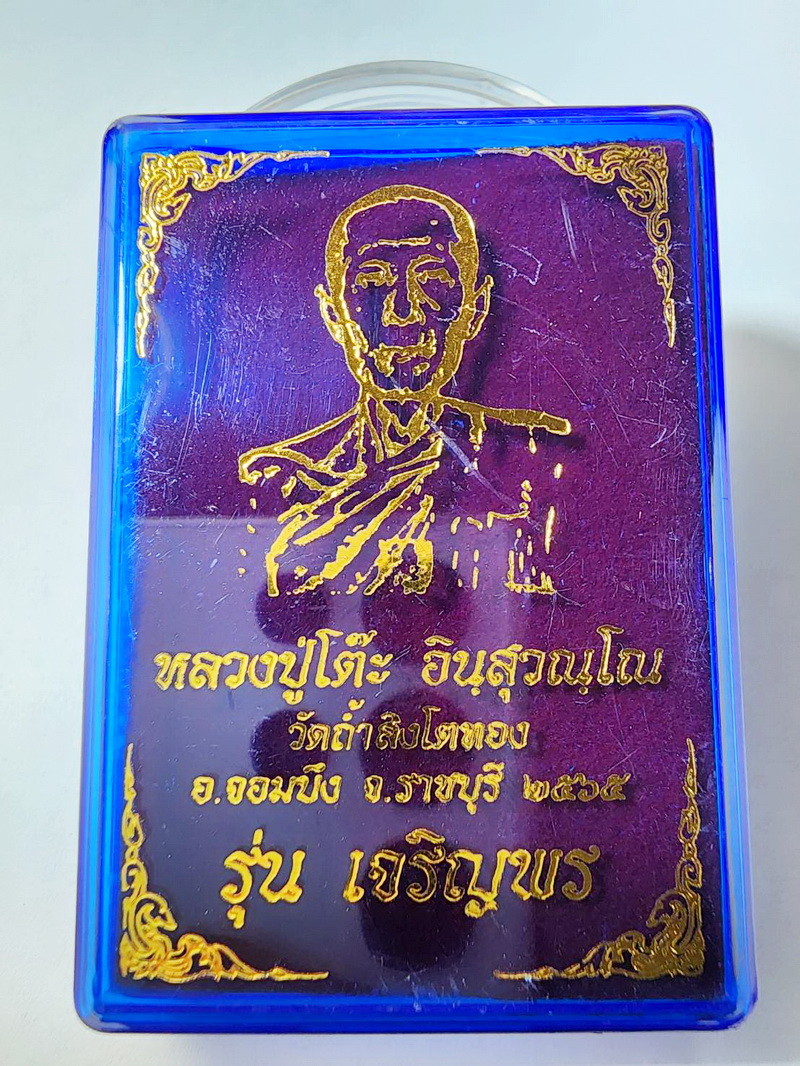 หลวงปู่โต๊ะ อินฺทสุวณฺโณ
วัดถ้ำสิงโตทอง
อ.จอมบึง จ.ราชบุรี ๒๕๖๕
รุ่น เจริญพร